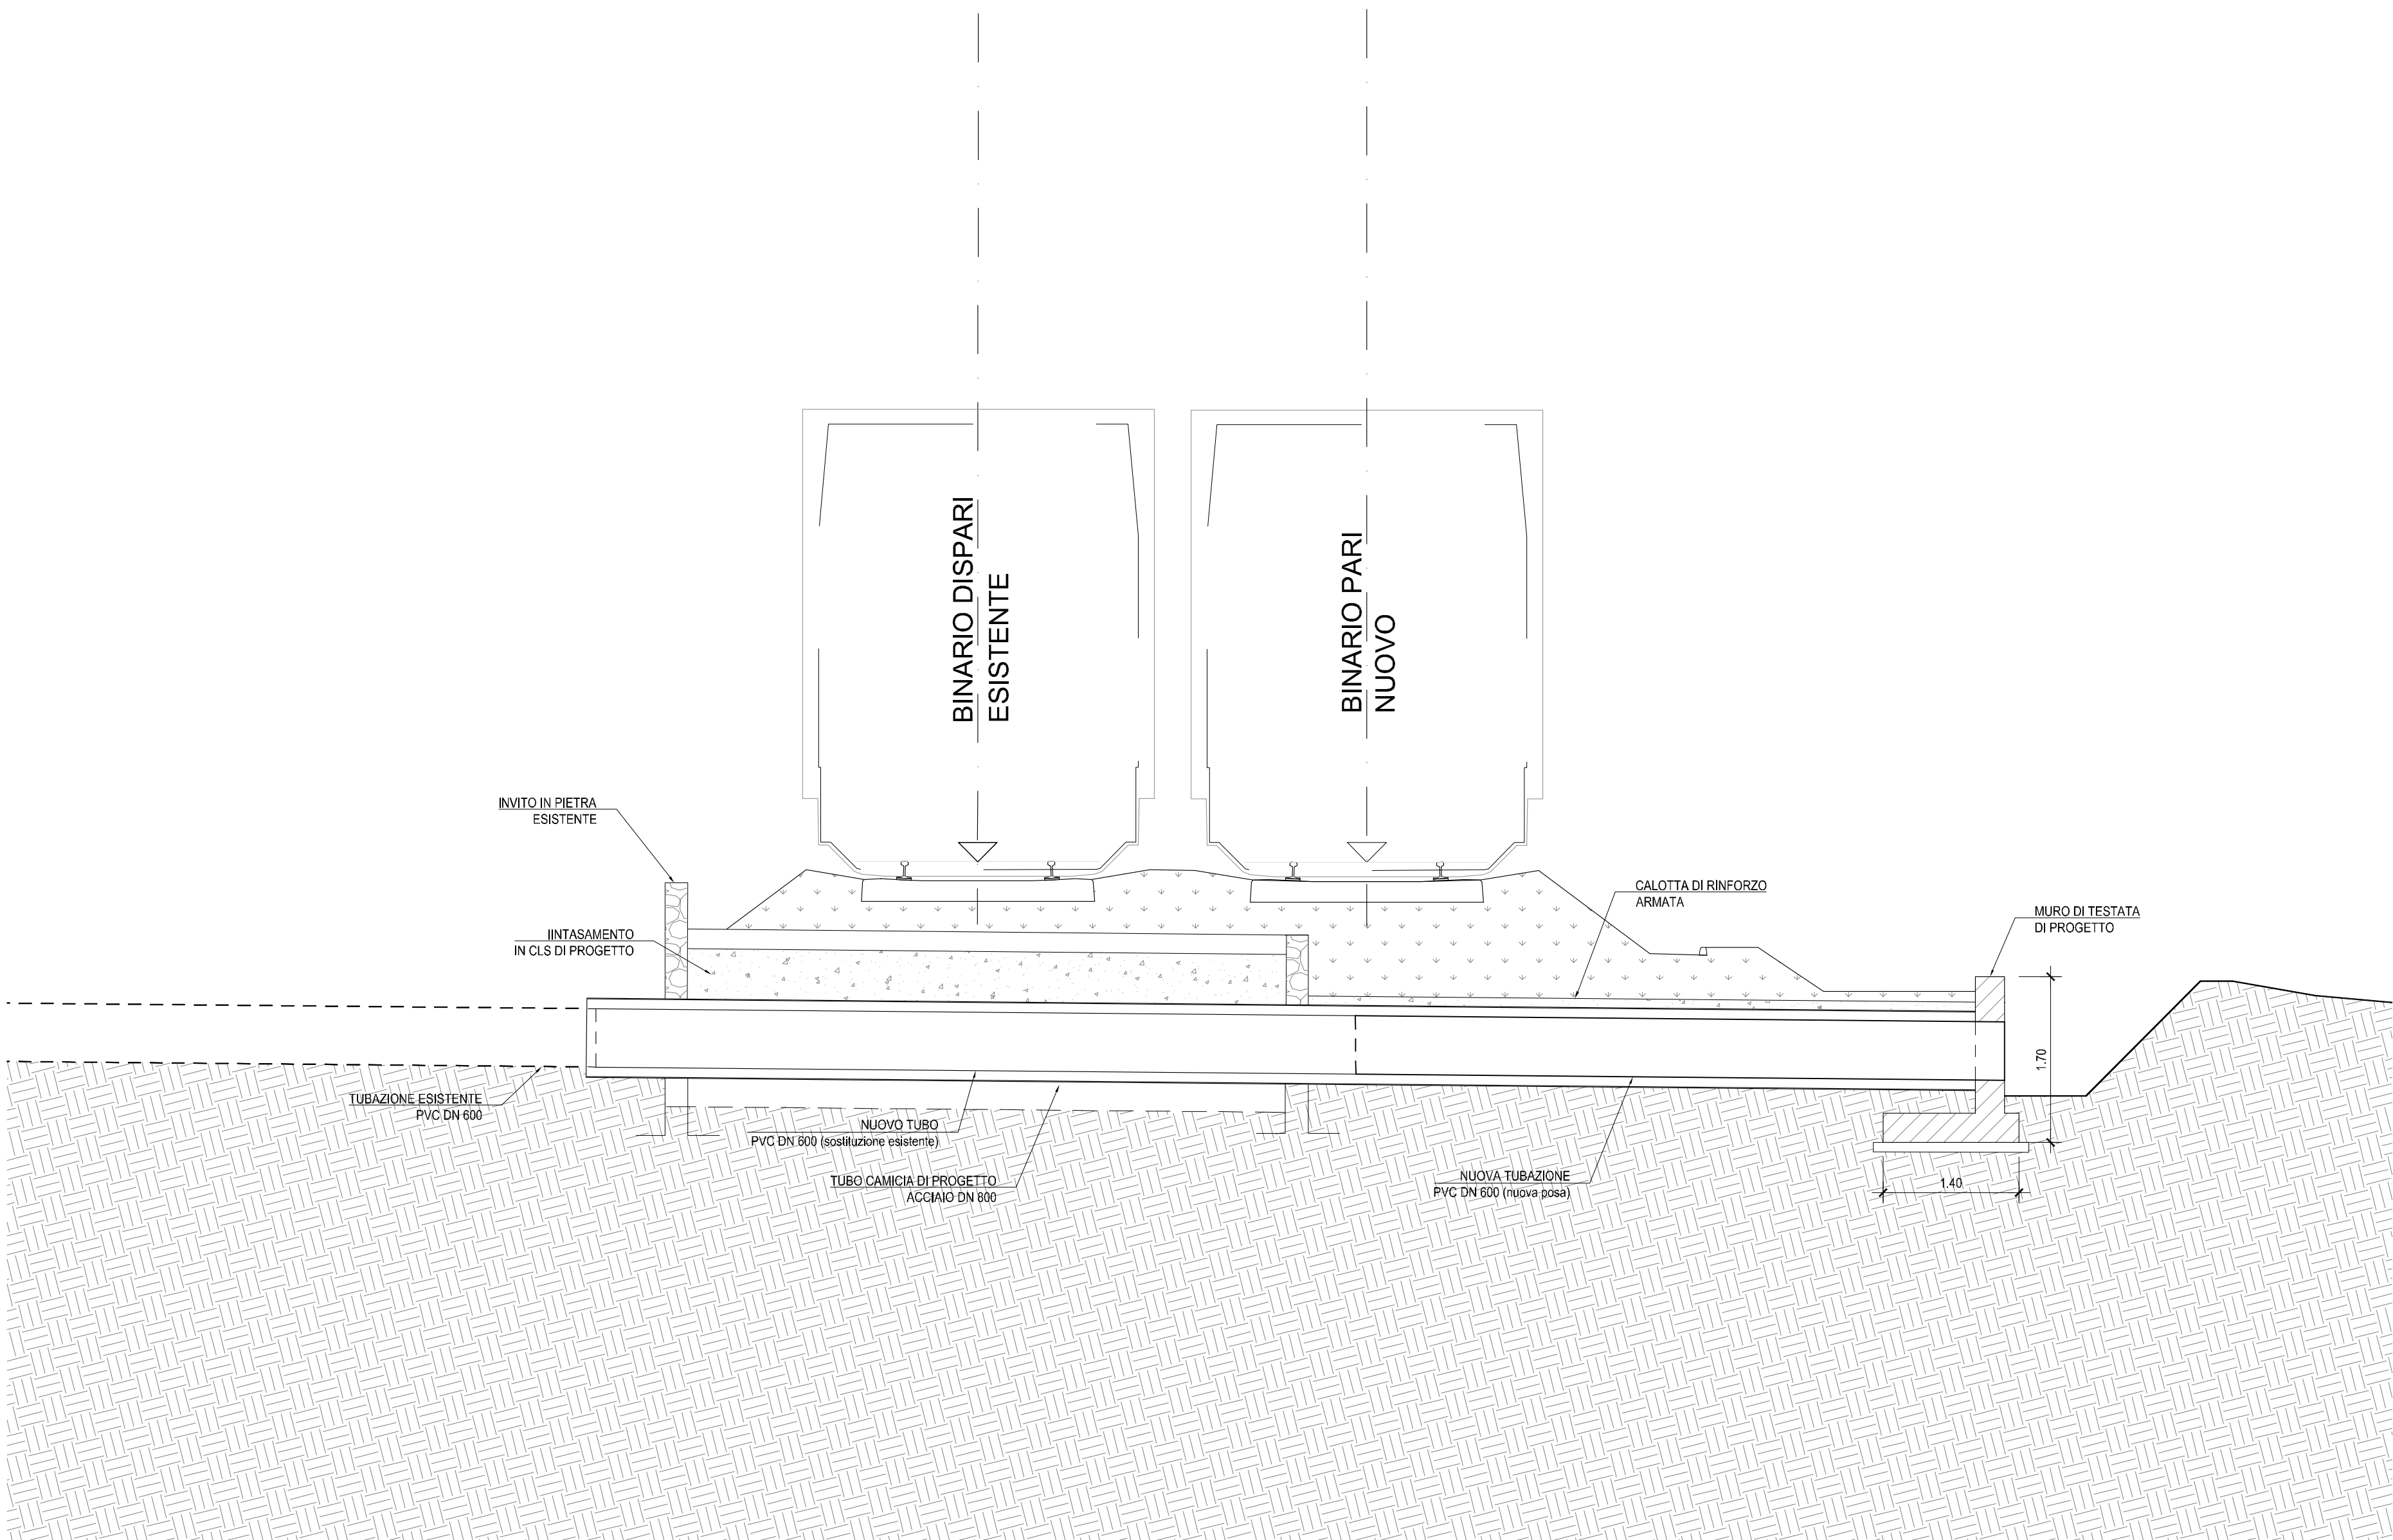 BINARIO DISPARI
ESISTENTE
BINARIO PARI
NUOVO
INVITO IN PIETRA
ESISTENTE
IINTASAMENTO
IN CLS DI PROGETTO
CALOTTA DI RINFORZO
ARMATA
MURO DI TESTATA
DI PROGETTO
1.70
TUBAZIONE ESISTENTE
PVC DN 600
NUOVO TUBO
PVC DN 600 (sostituzione esistente)
TUBO CAMICIA DI PROGETTO
ACCIAIO DN 800
NUOVA TUBAZIONE
PVC DN 600 (nuova posa)
1.40